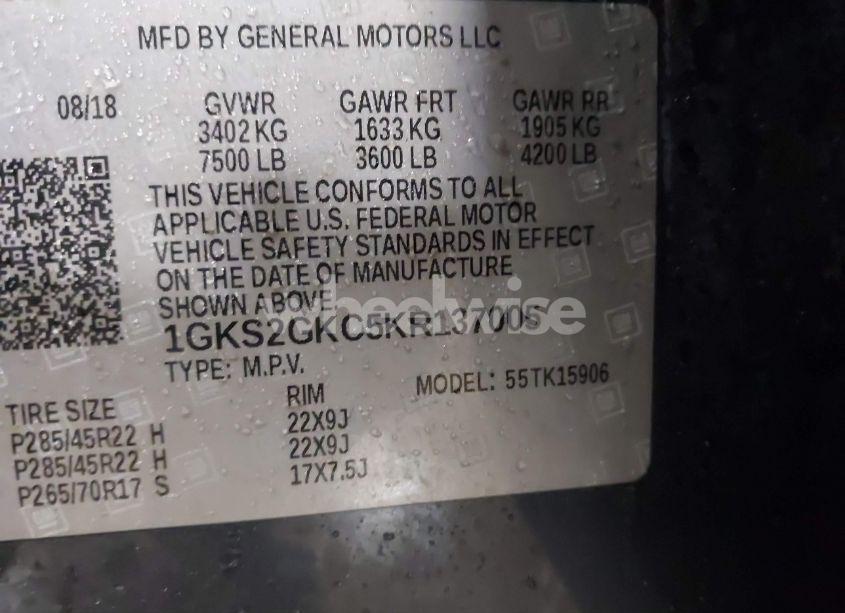 MFD BY GENERAL MOTORS LLC
08/18 GVWR GAWR FRT GAWR RR
3402 KG 1633 KG 1905 KG
7500 LB 3600 LB 4200 LB
THIS VEHICLE CONFORMS TO ALL
APPLICABLE U.S. FEDERAL MOTOR
VEHICLE SAFETY STANDARDS IN EFFECT
ON THE DATE OF MANUFACTURE
SHOWN ABOVE.
1GKS2GKC5KR137005
TYPE: M.P.V. MODEL: 55TK15906
TIRE SIZE RIM
P285/45R22 H 22X9J
P285/45R22 H 22X9J
P265/70R17 S 17X7.5J